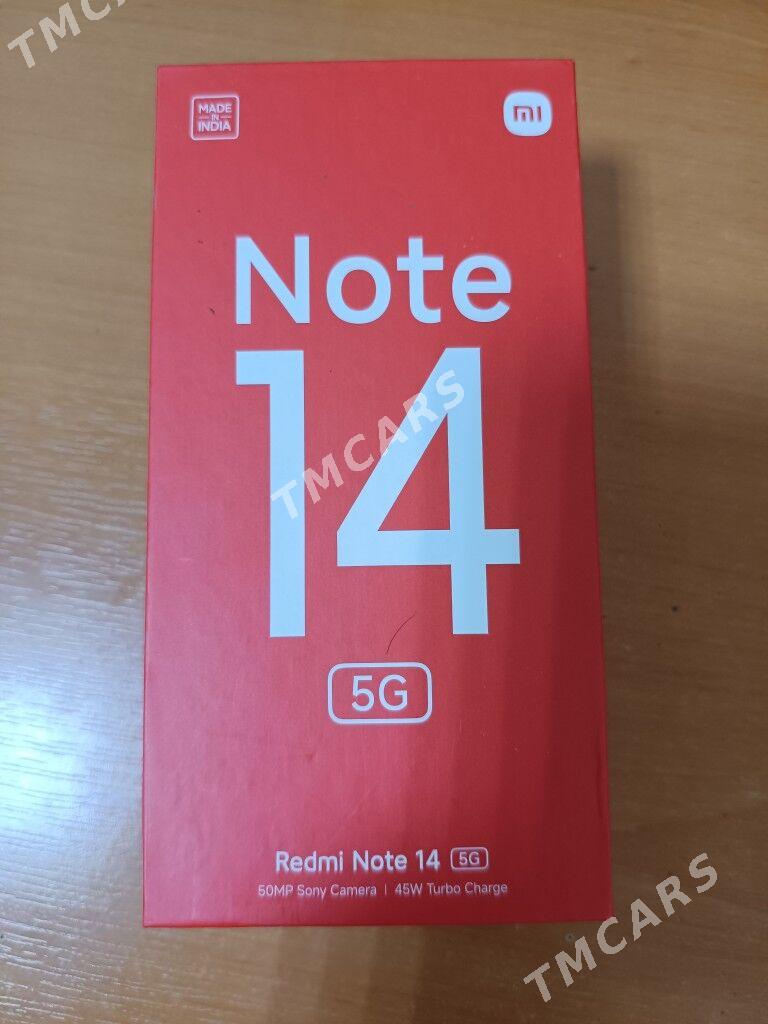 TMCARS
MADE
IN
INDIA
mi
Note
14
TMCARS
5G
Redmi Note 14 5G
50MP Sony Camera | 45W Turbo Charge
TMCARS